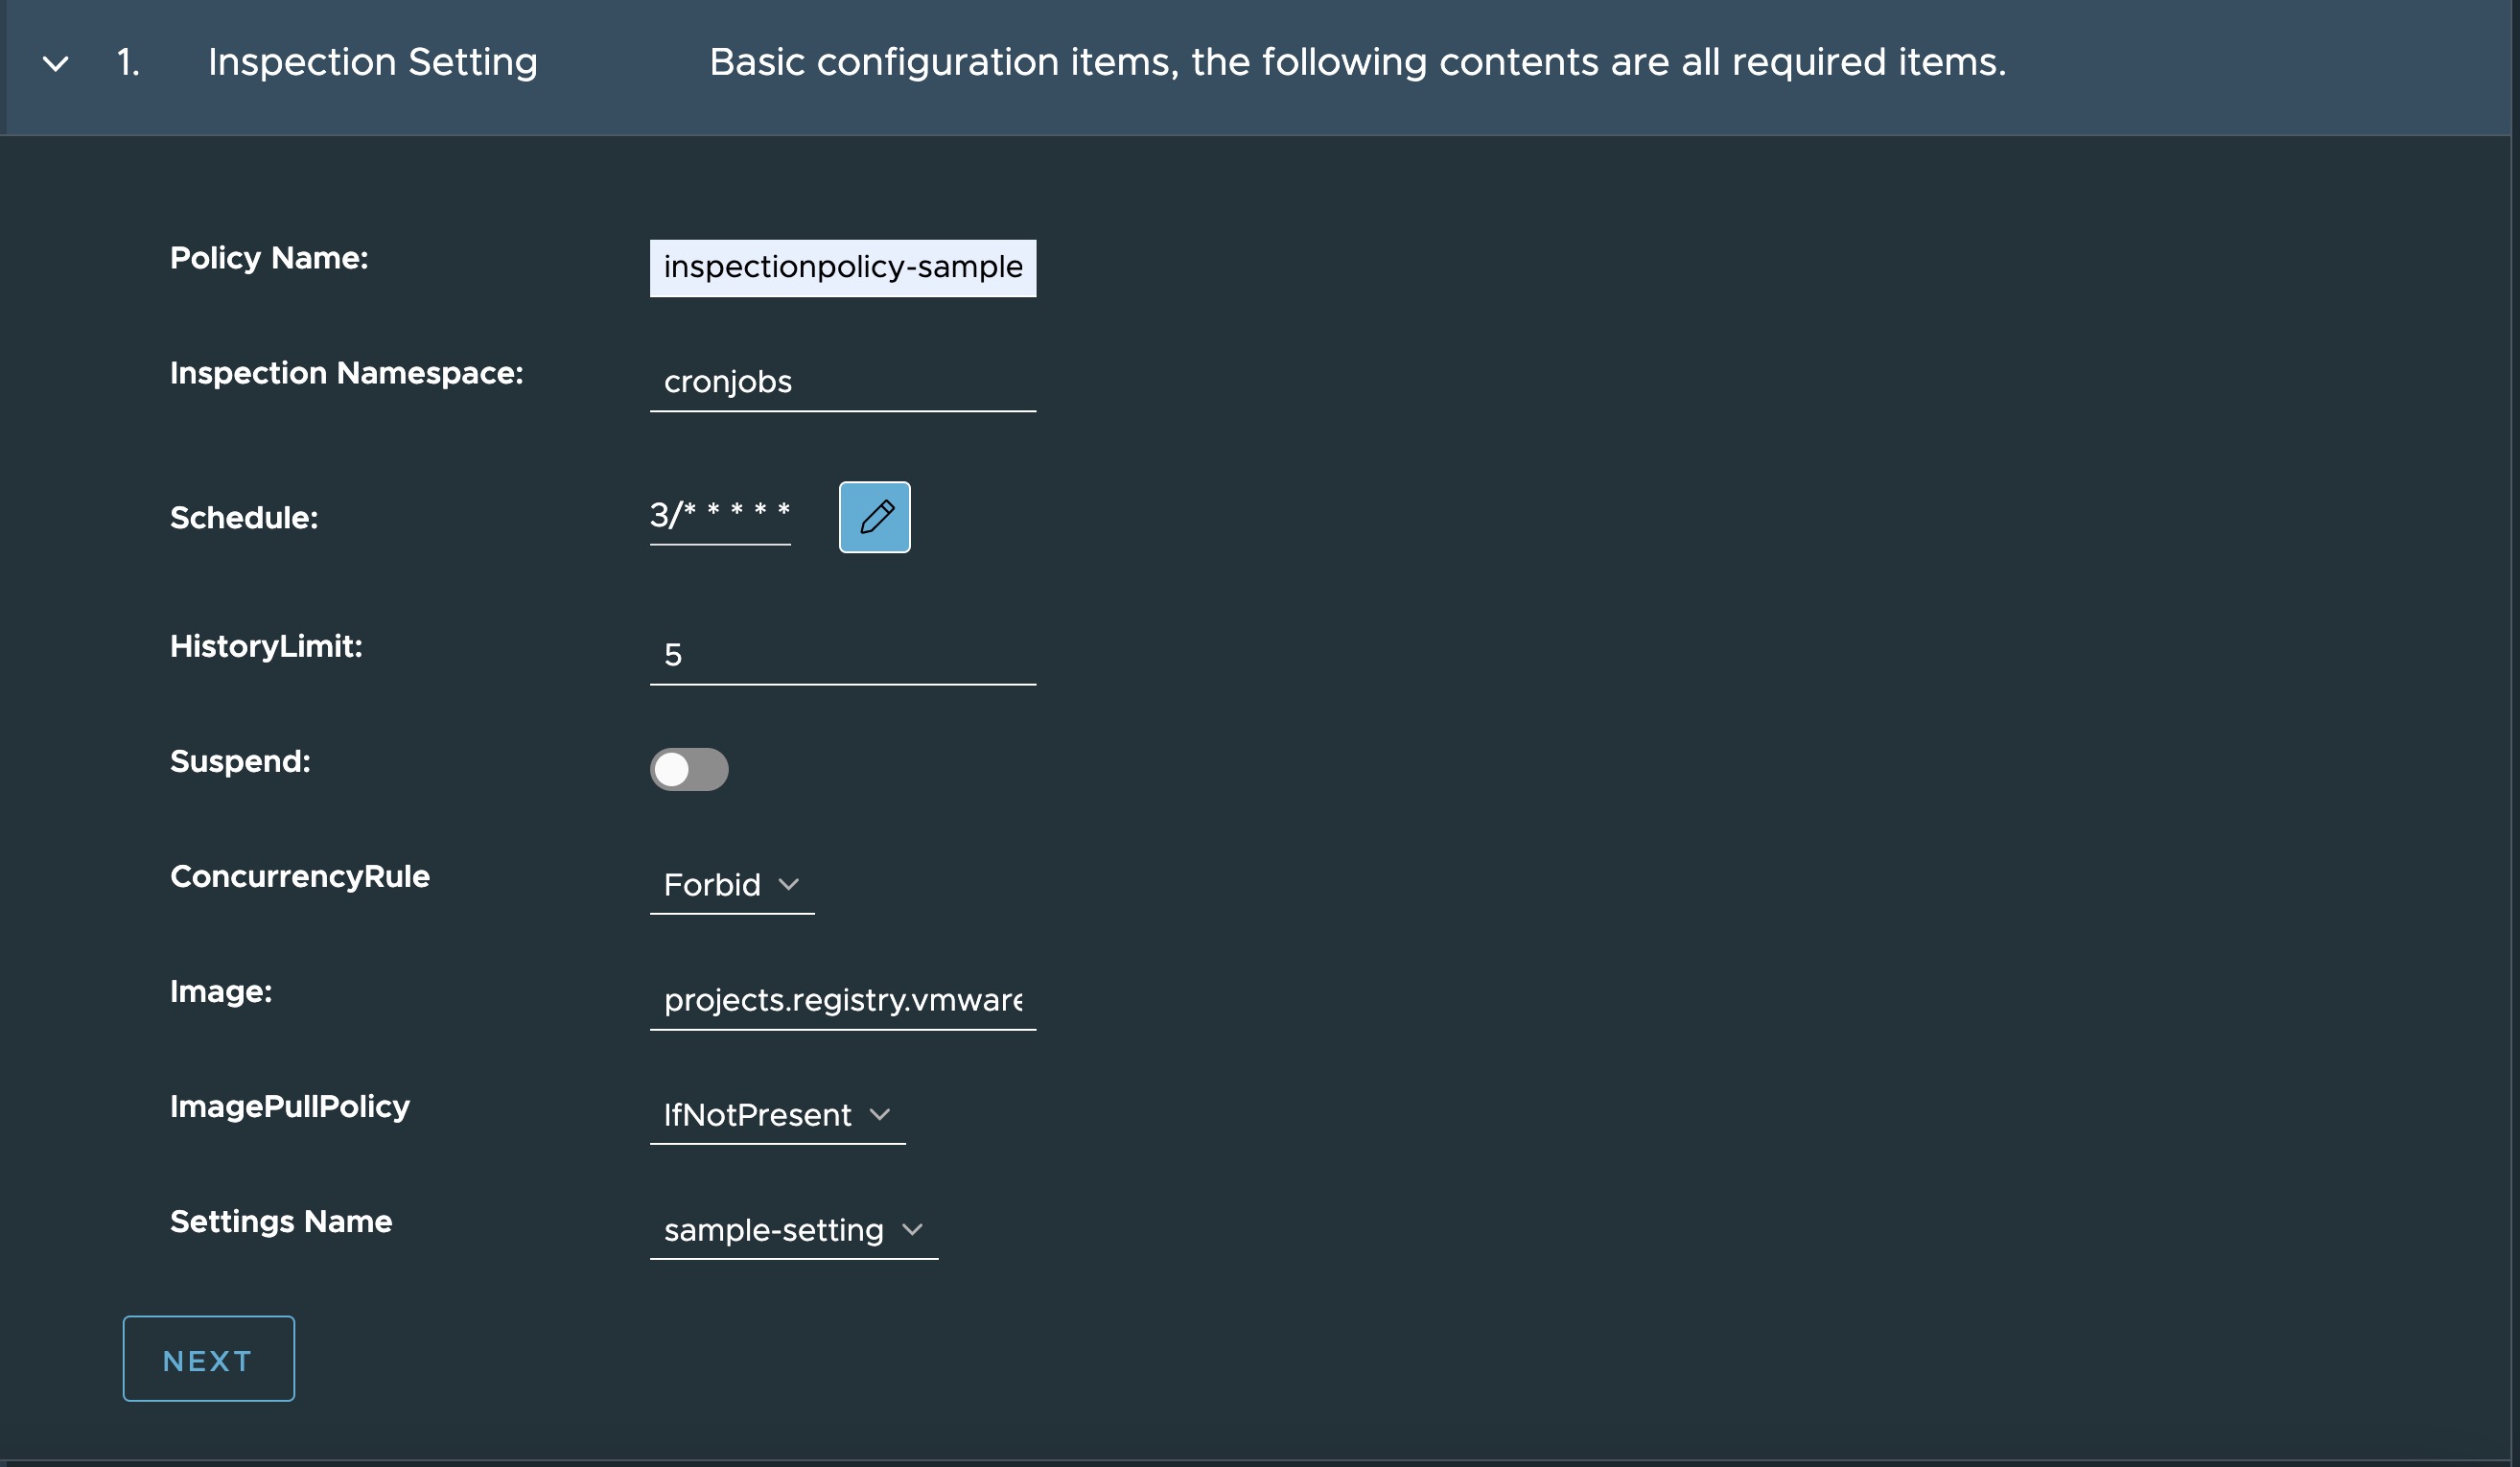 1. Inspection Setting Basic configuration items, the following contents are all required items.
Policy Name: inspectionpolicy-sample
Inspection Namespace: cronjobs
Schedule: 3/* * * * *
HistoryLimit: 5
Suspend:
ConcurrencyRule Forbid
Image: projects.registry.vmware
ImagePullPolicy IfNotPresent
Settings Name sample-setting
NEXT